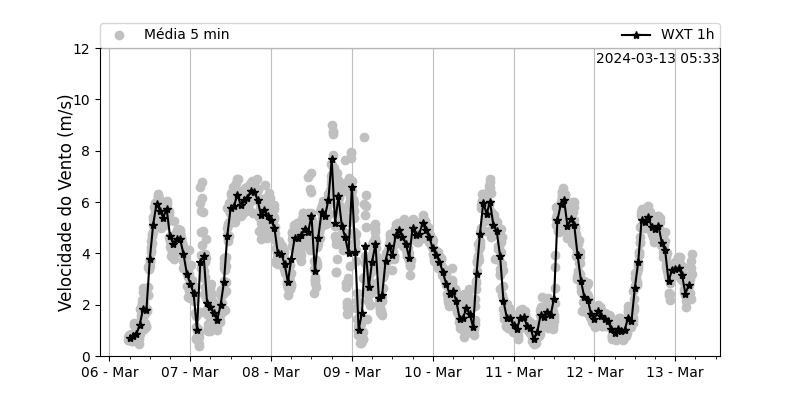 Média 5 min
WXT 1h
2024-03-13 05:33
Velocidade do Vento (m/s)
12
10
8
6
4
2
0
06 - Mar
07 - Mar
08 - Mar
09 - Mar
10 - Mar
11 - Mar
12 - Mar
13 - Mar